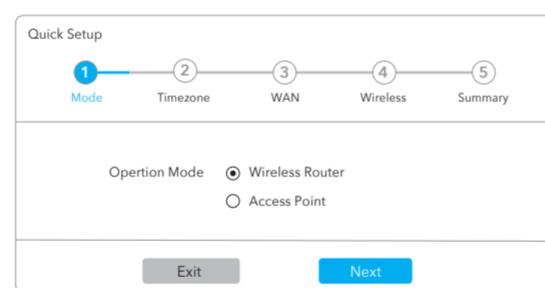 Quick Setup
1 2 3 4 5
Mode Timezone WAN Wireless Summary
Opertion Mode Wireless Router
Access Point
Exit Next